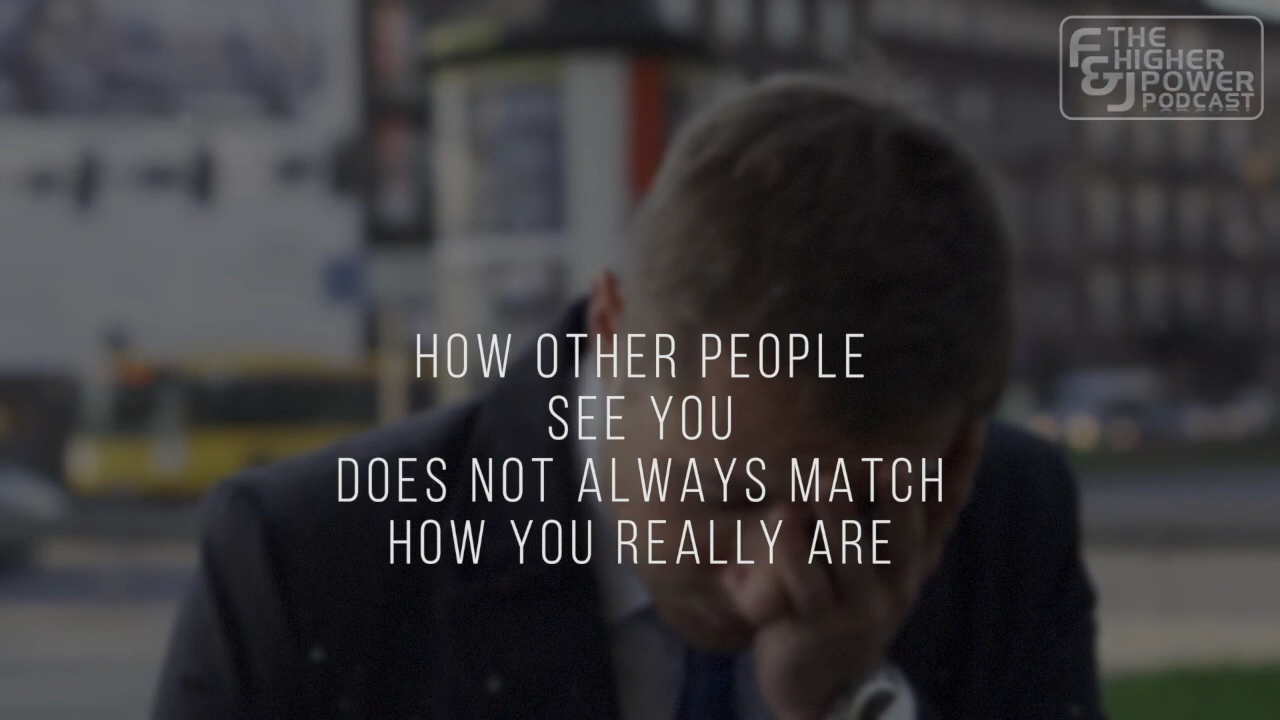 F&J
THE
HIGHER
POWER
PODCAST
HOW OTHER PEOPLE
SEE YOU
DOES NOT ALWAYS MATCH
HOW YOU REALLY ARE